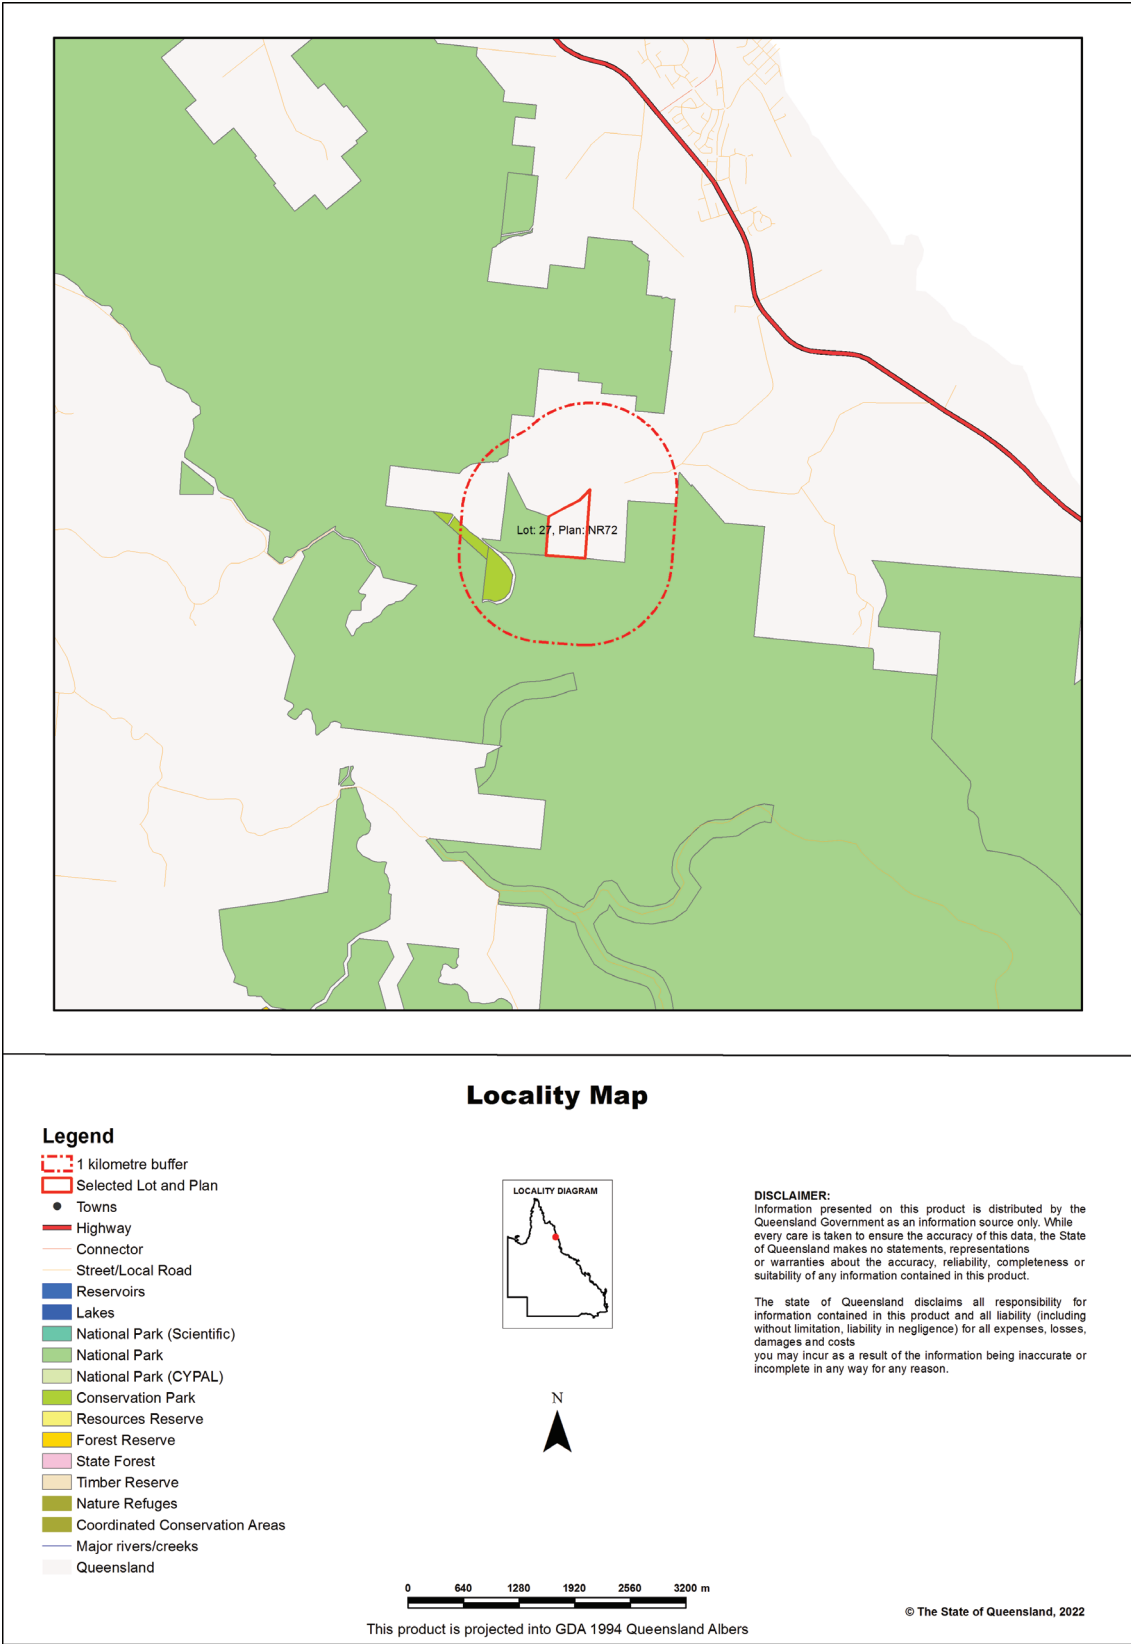 Lot: 27, Plan: NR72
Locality Map
Legend
1 kilometre buffer
Selected Lot and Plan
Towns
Highway
Connector
Street/Local Road
Reservoirs
Lakes
National Park (Scientific)
National Park
National Park (CYPAL)
Conservation Park
Resources Reserve
Forest Reserve
State Forest
Timber Reserve
Nature Refuges
Coordinated Conservation Areas
Major rivers/creeks
Queensland
LOCALITY DIAGRAM
N
DISCLAIMER:
Information presented on this product is distributed by the
Queensland Government as an information source only. While
every care is taken to ensure the accuracy of this data, the State
of Queensland makes no statements, representations
or warranties about the accuracy, reliability, completeness or
suitability of any information contained in this product.
The state of Queensland disclaims all responsibility for
information contained in this product and all liability (including
without limitation, liability in negligence) for all expenses, losses,
damages and costs
you may incur as a result of the information being inaccurate or
incomplete in any way for any reason.
0 640 1280 1920 2560 3200 m
This product is projected into GDA 1994 Queensland Albers
© The State of Queensland, 2022